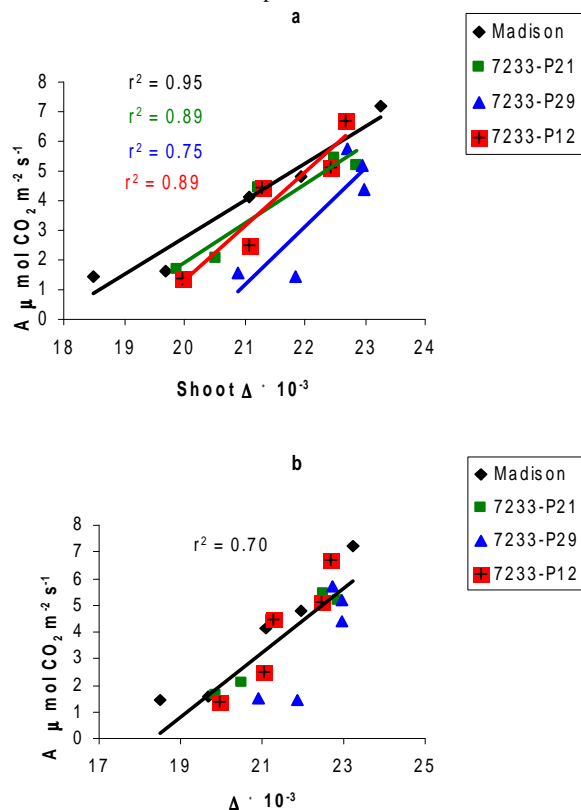 a
Madison
7233-P21
7233-P29
7233-P12
r² = 0.95
r² = 0.89
r² = 0.75
r² = 0.89
A µ mol CO₂ m⁻² s⁻¹
8
7
6
5
4
3
2
1
0
18 19 20 21 22 23 24
Shoot Δ · 10⁻³
b
Madison
7233-P21
7233-P29
7233-P12
r² = 0.70
A µ mol CO₂ m⁻² s⁻¹
8
7
6
5
4
3
2
1
0
17 19 21 23 25
Δ · 10⁻³